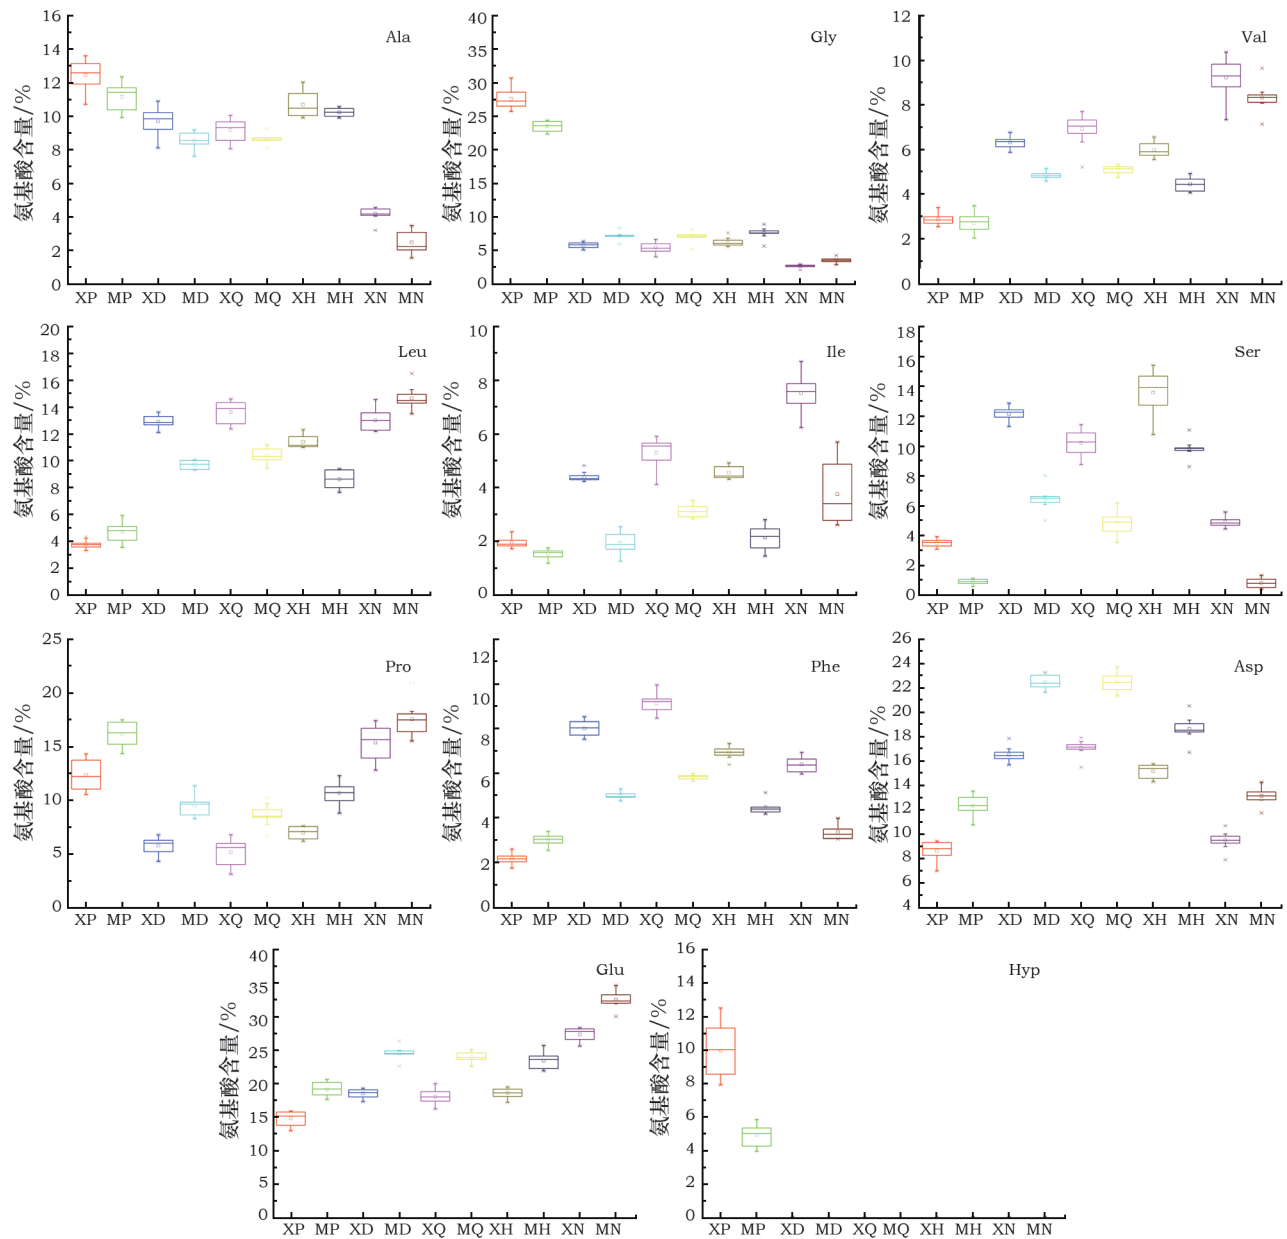 氨基酸含量/%
16
14
12
10
8
6
4
2
0
Ala
XP MP XD MD XQ MQ XH MH XN MN
氨基酸含量/%
40
35
30
25
20
15
10
5
0
Gly
XP MP XD MD XQ MQ XH MH XN MN
氨基酸含量/%
12
10
8
6
4
2
0
Val
XP MP XD MD XQ MQ XH MH XN MN
氨基酸含量/%
20
18
16
14
12
10
8
6
4
2
0
Leu
XP MP XD MD XQ MQ XH MH XN MN
氨基酸含量/%
10
8
6
4
2
0
Ile
XP MP XD MD XQ MQ XH MH XN MN
氨基酸含量/%
18
16
14
12
10
8
6
4
2
0
Ser
XP MP XD MD XQ MQ XH MH XN MN
氨基酸含量/%
25
20
15
10
5
0
Pro
XP MP XD MD XQ MQ XH MH XN MN
氨基酸含量/%
12
10
8
6
4
2
0
Phe
XP MP XD MD XQ MQ XH MH XN MN
氨基酸含量/%
26
24
22
20
18
16
14
12
10
8
6
4
Asp
XP MP XD MD XQ MQ XH MH XN MN
氨基酸含量/%
40
35
30
25
20
15
10
5
0
Glu
XP MP XD MD XQ MQ XH MH XN MN
氨基酸含量/%
16
14
12
10
8
6
4
2
0
Hyp
XP MP XD MD XQ MQ XH MH XN MN